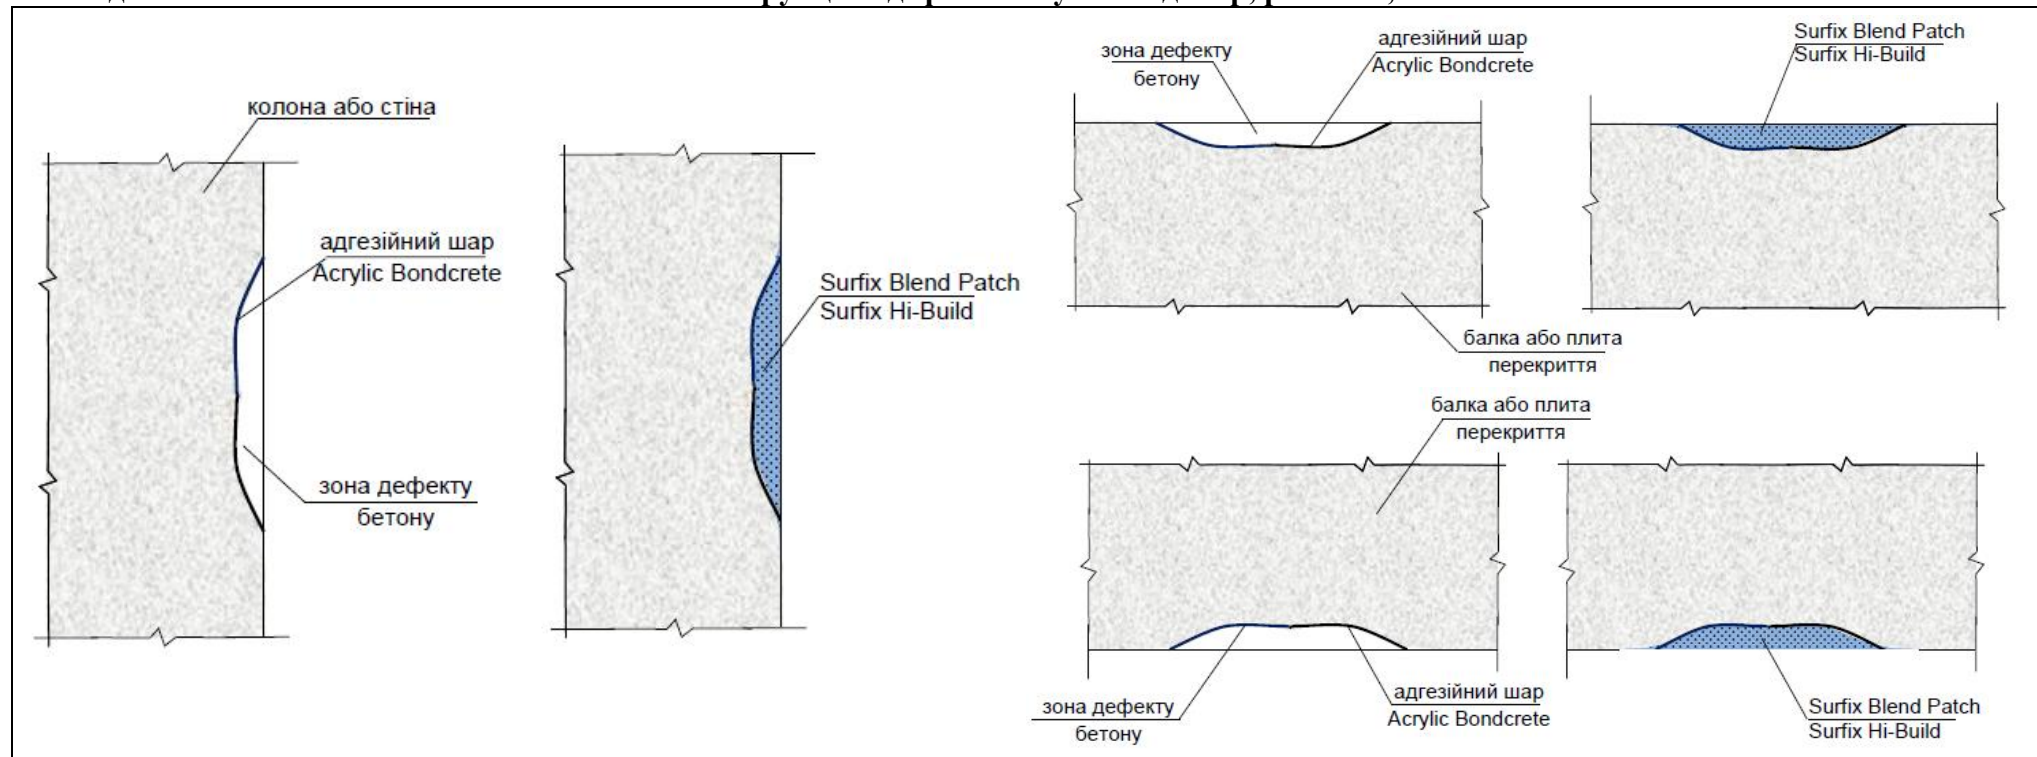 колона або стіна
адгезійний шар
Acrylic Bondcrete
зона дефекту
бетону
Surfix Blend Patch
Surfix Hi-Build
зона дефекту
бетону
адгезійний шар
Acrylic Bondcrete
Surfix Blend Patch
Surfix Hi-Build
балка або плита
перекриття
балка або плита
перекриття
зона дефекту
бетону
адгезійний шар
Acrylic Bondcrete
Surfix Blend Patch
Surfix Hi-Build